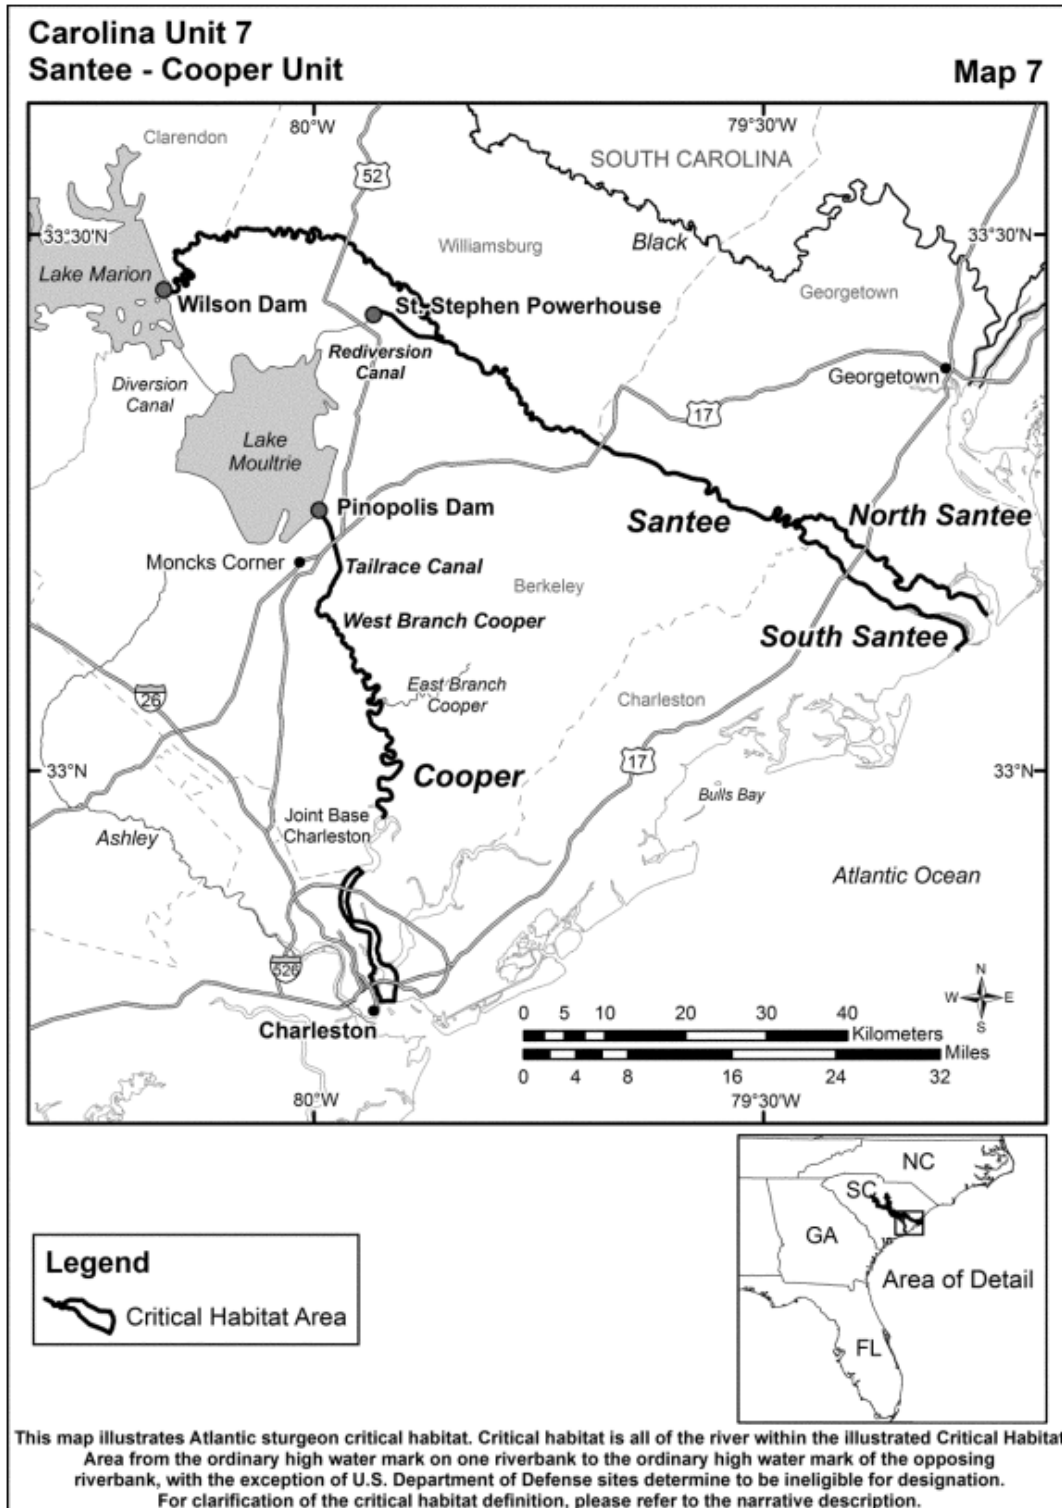 Carolina Unit 7
Santee - Cooper Unit
Map 7
80°W
79°30'W
Clarendon
52
SOUTH CAROLINA
33°30'N
Williamsburg
Black
33°30'N
Lake Marion
Wilson Dam
St. Stephen Powerhouse
Georgetown
Rediversion
Canal
Diversion
Canal
Georgetown
17
Lake
Moultrie
Pinopolis Dam
Santee
North Santee
Moncks Corner
Tailrace Canal
Berkeley
West Branch Cooper
South Santee
East Branch
Cooper
26
Charleston
33°N
Cooper
17
33°N
Bulls Bay
Joint Base
Charleston
Ashley
Atlantic Ocean
526
N
W E
S
Charleston
0 5 10 20 30 40
Kilometers
Miles
0 4 8 16 24 32
80°W
79°30'W
NC
SC
GA
Area of Detail
FL
Legend
Critical Habitat Area
This map illustrates Atlantic sturgeon critical habitat. Critical habitat is all of the river within the illustrated Critical Habitat
Area from the ordinary high water mark on one riverbank to the ordinary high water mark of the opposing
riverbank, with the exception of U.S. Department of Defense sites determine to be ineligible for designation.
For clarification of the critical habitat definition, please refer to the narrative description.